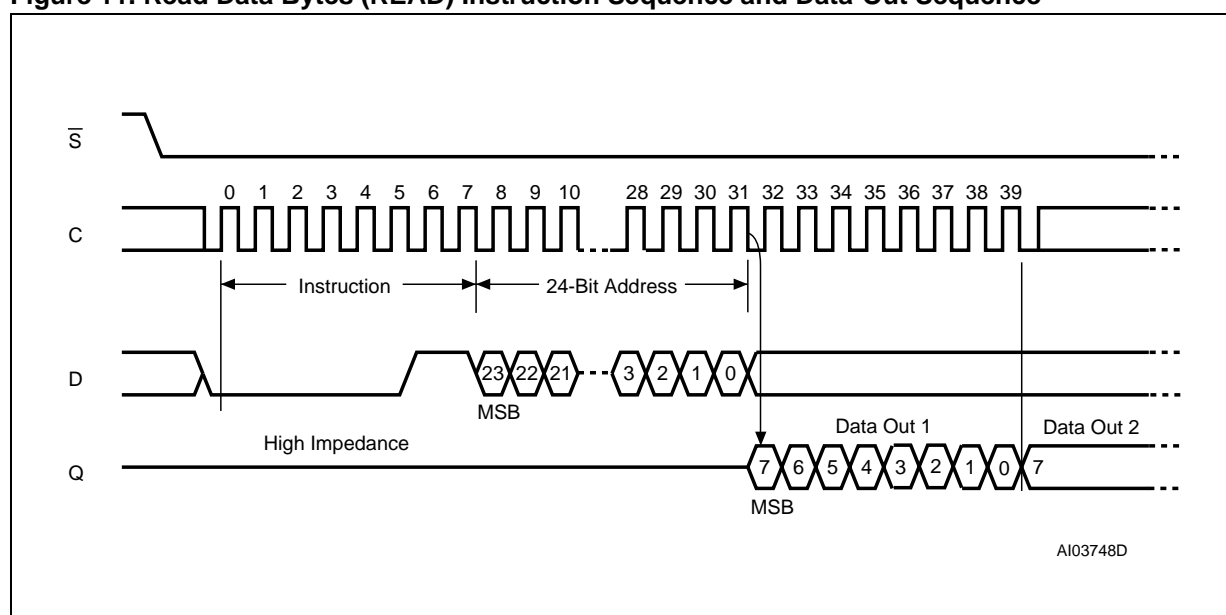 Figure 11. Read Data Bytes (READ) Instruction Sequence and Data-Out Sequence
S
0 1 2 3 4 5 6 7 8 9 10 28 29 30 31 32 33 34 35 36 37 38 39
C
Instruction 24-Bit Address
D
23 22 21 3 2 1 0
MSB
High Impedance Data Out 1 Data Out 2
Q
7 6 5 4 3 2 1 0 7
MSB
AI03748D